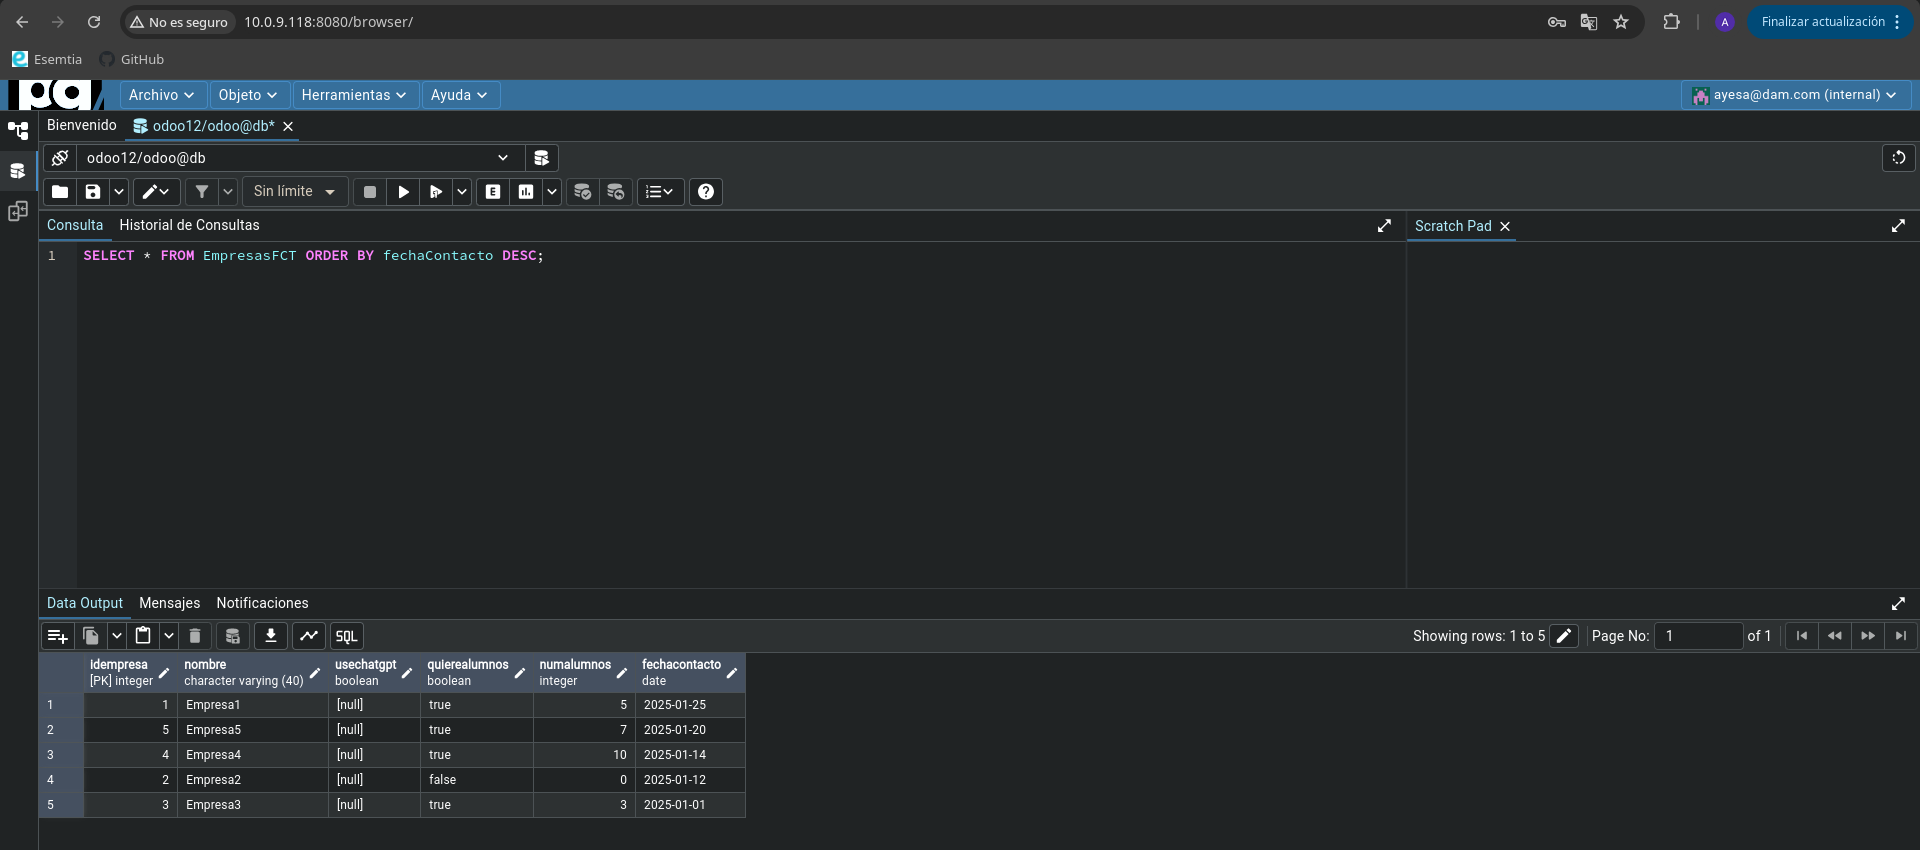 No es seguro 10.0.9.118:8080/browser/ A Finalizar actualización
Esemtia GitHub
pg Archivo Objeto Herramientas Ayuda ayesa@dam.com (internal)
Bienvenido odoo12/odoo@db*
odoo12/odoo@db
Sin límite E
Consulta Historial de Consultas Scratch Pad
1 SELECT * FROM EmpresasFCT ORDER BY fechaContacto DESC;
Data Output Mensajes Notificaciones
SQL Showing rows: 1 to 5 Page No: 1 of 1
idempresa nombre usechatgpt quierealumnos numalumnos fechacontacto
[PK] integer character varying (40) boolean boolean integer date
1 1 Empresa1 [null] true 5 2025-01-25
2 5 Empresa5 [null] true 7 2025-01-20
3 4 Empresa4 [null] true 10 2025-01-14
4 2 Empresa2 [null] false 0 2025-01-12
5 3 Empresa3 [null] true 3 2025-01-01